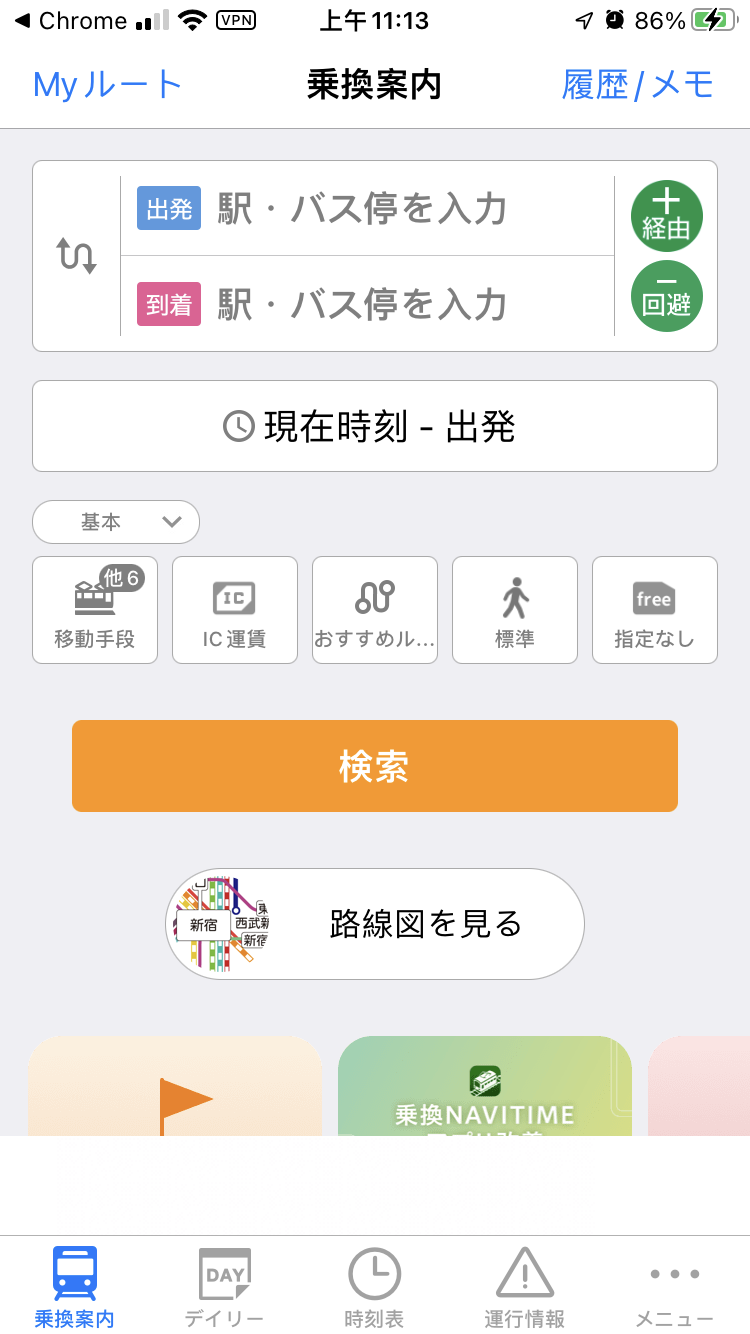 Chrome VPN 上午11:13 86%
Myルート 乗換案内 履歴/メモ
出発 駅・バス停を入力
経由
到着 駅・バス停を入力
回避
現在時刻 - 出発
基本
他6
IC
free
移動手段 IC運賃 おすすめル... 標準 指定なし
検索
新宿
西武新
新宿
路線図を見る
乗換NAVITIME
DAY
乗換案内 デイリー 時刻表 運行情報 メニュー